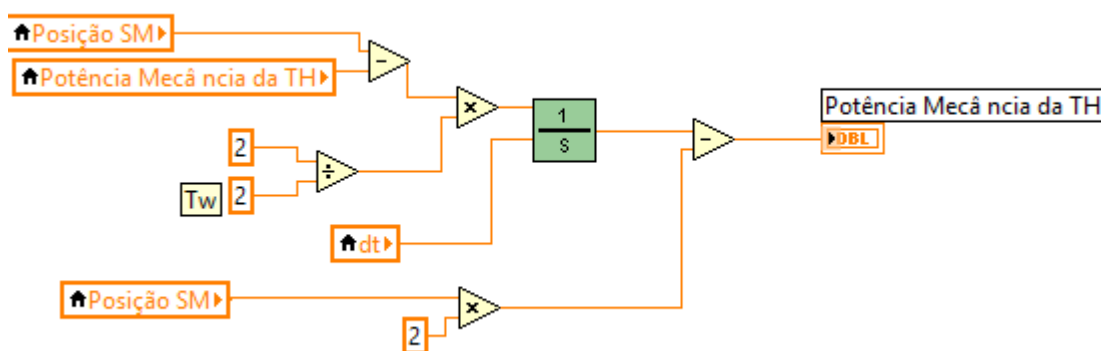 Posição SM
Potência Mecâ ncia da TH
−
×
1
s
2
÷
Tw 2
dt
Posição SM
×
2
−
Potência Mecâ ncia da TH
DBL